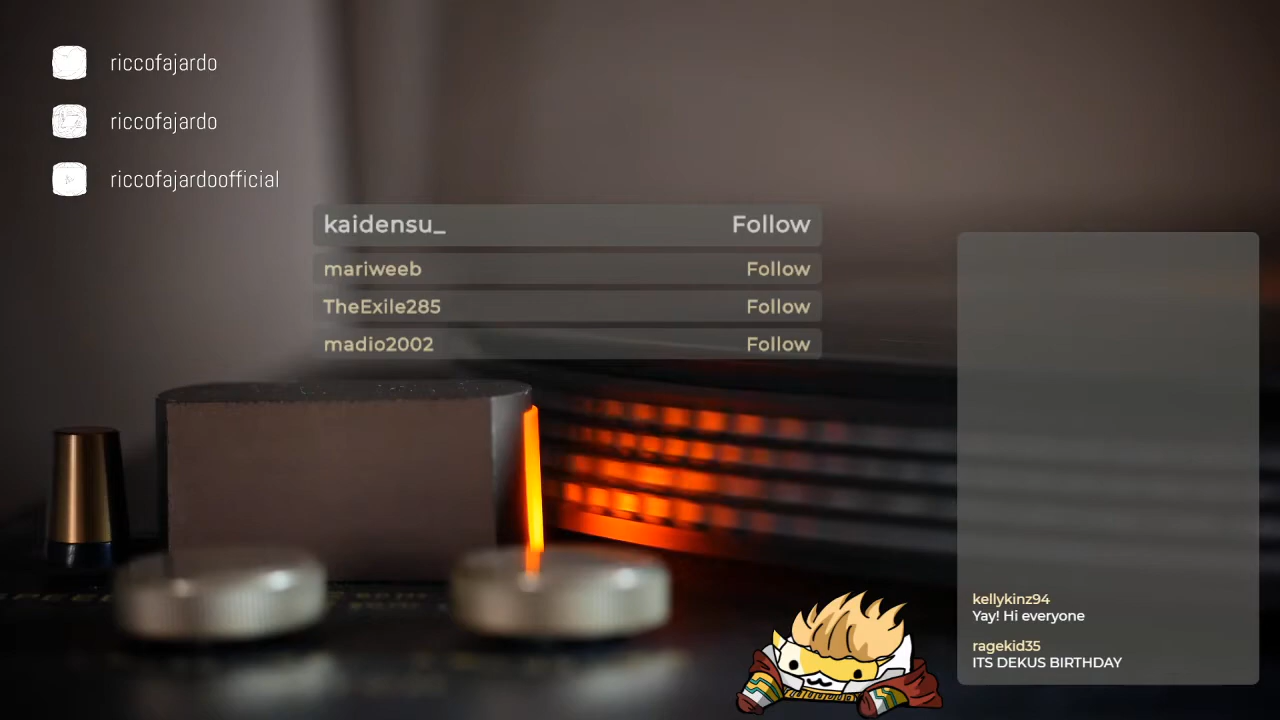 riccofajardo
riccofajardo
riccofajardoofficial
kaidensu_ Follow
mariweeb Follow
TheExile285 Follow
madio2002 Follow
kellykinz94
Yay! Hi everyone
ragekid35
ITS DEKUS BIRTHDAY